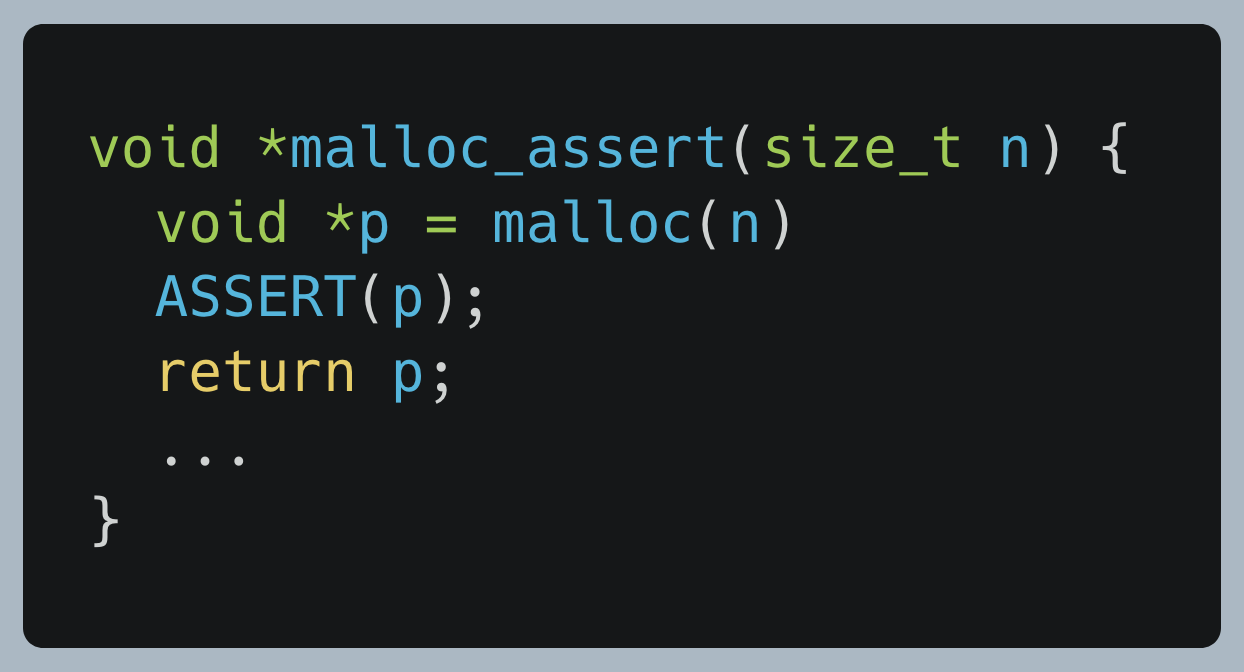 void *malloc_assert(size_t n) {
  void *p = malloc(n)
  ASSERT(p);
  return p;
  ...
}